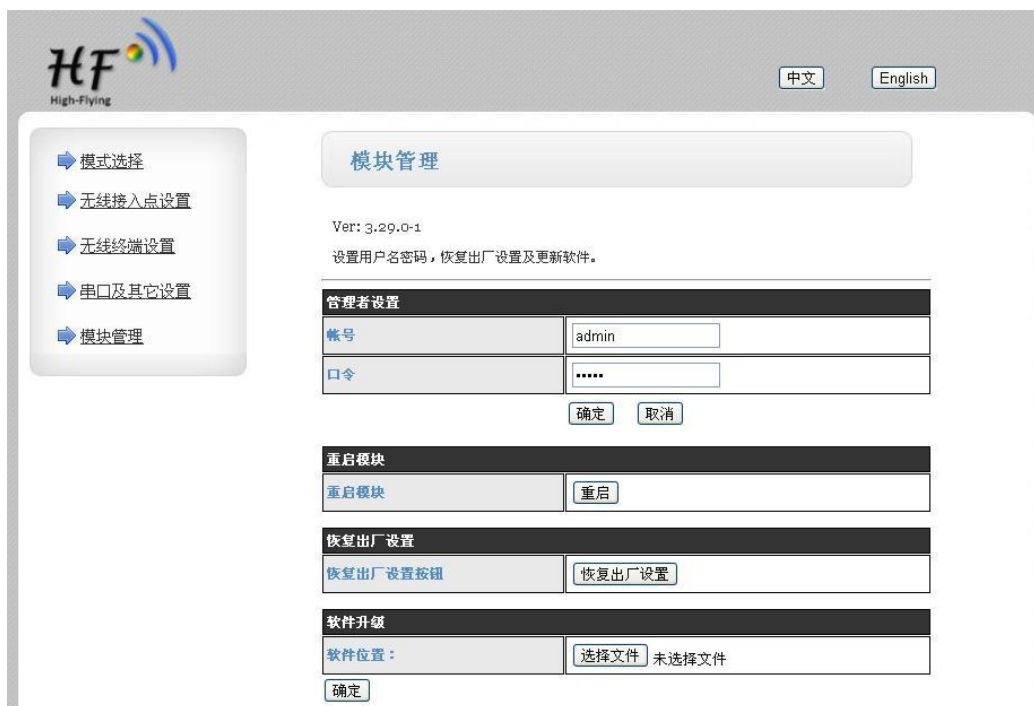 HF
High-Flying
中文 English
模式选择
无线接入点设置
无线终端设置
串口及其它设置
模块管理
模块管理
Ver: 3.29.0-1
设置用户名密码，恢复出厂设置及更新软件。
管理者设置
帐号 admin
口令 •••••
确定 取消
重启模块
重启模块 重启
恢复出厂设置
恢复出厂设置按钮 恢复出厂设置
软件升级
软件位置： 选择文件 未选择文件
确定